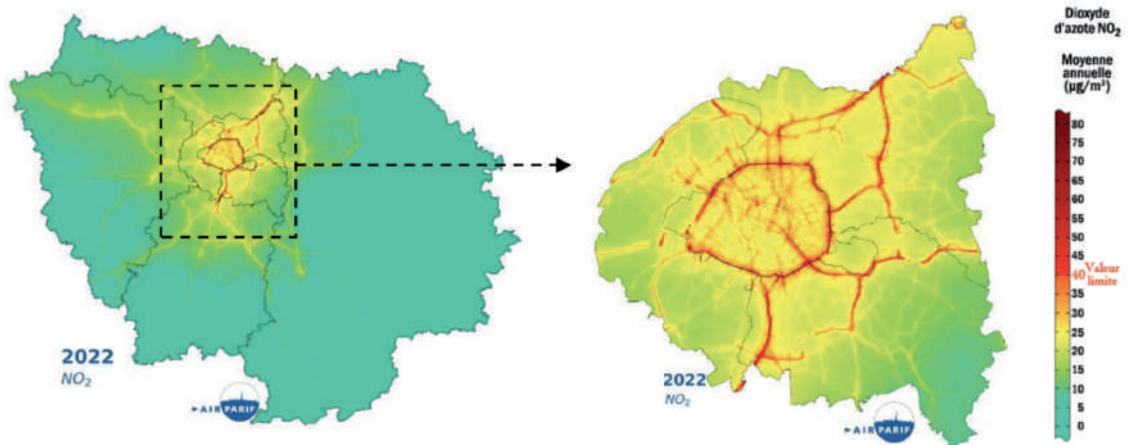 2022
NO₂
AIRPARIF
2022
NO₂
AIRPARIF
Dioxyde
d'azote NO₂
Moyenne
annuelle
(µg/m³)
80
75
70
65
60
55
50
45
40 Valeur
limite
35
30
25
20
15
10
5
0